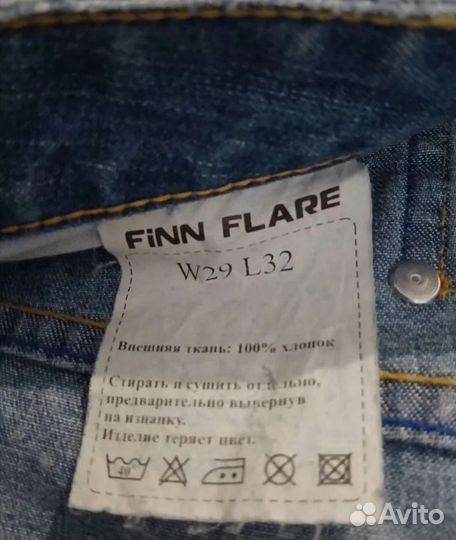 FiNN FLARE
W29 L32
Внешняя ткань: 100% хлопок
Стирать и сушить отдельно,
предварительно вывернув
на изнанку.
Изделие теряет цвет.
40
Avito